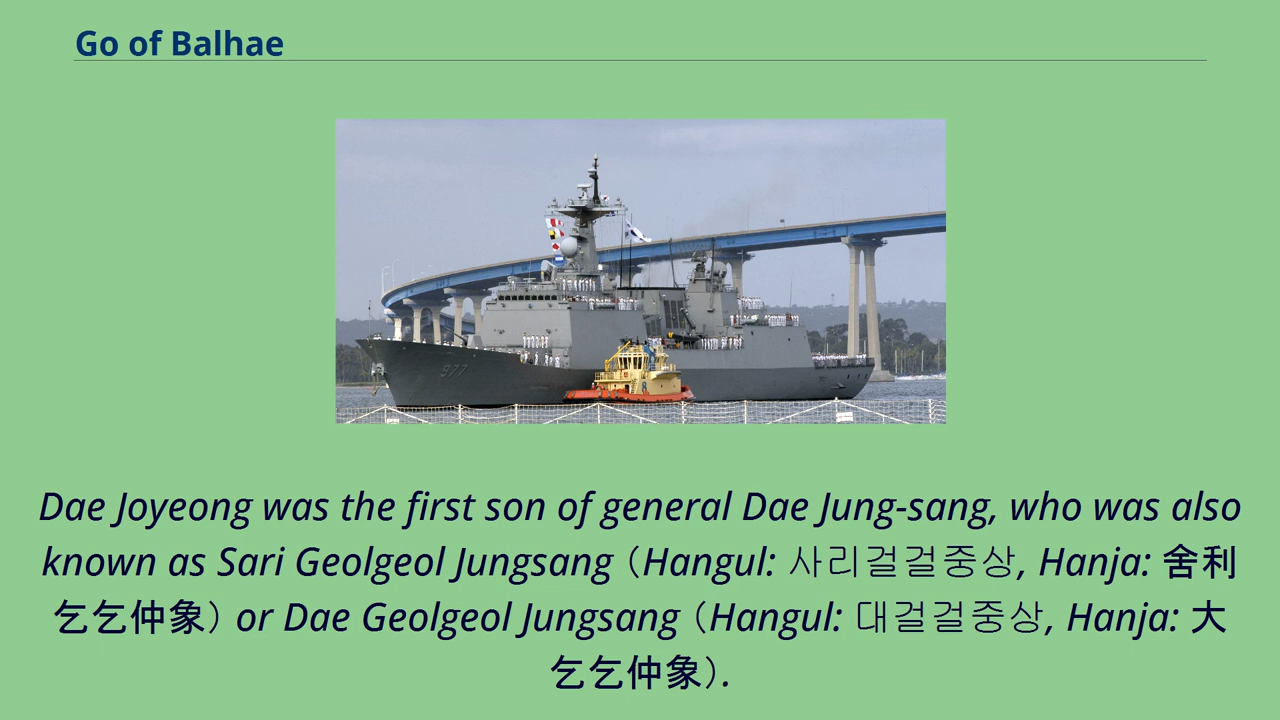 Go of Balhae
977
Dae Joyeong was the first son of general Dae Jung-sang, who was also
known as Sari Geolgeol Jungsang (Hangul: 사리걸걸중상, Hanja: 舍利
乞乞仲象) or Dae Geolgeol Jungsang (Hangul: 대걸걸중상, Hanja: 大
乞乞仲象).